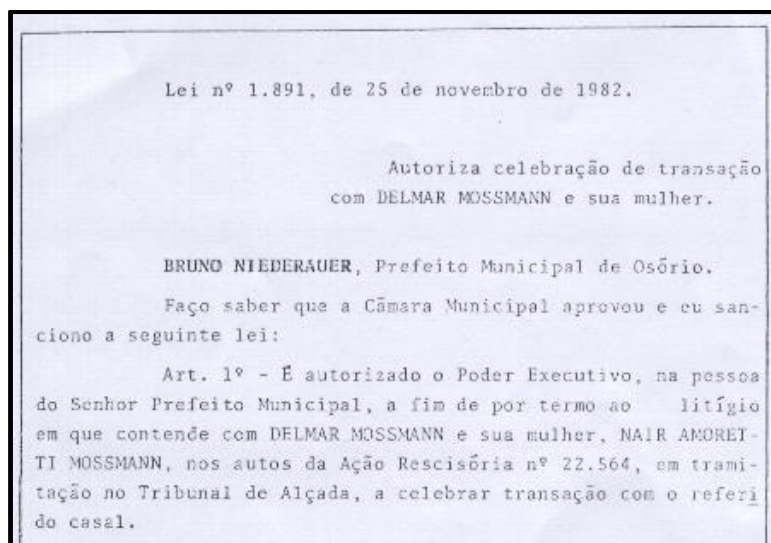 Lei nº 1.891, de 25 de novembro de 1982.
Autoriza celebração de transação
com DELMAR MOSSMANN e sua mulher.
BRUNO NIEDERAUER, Prefeito Municipal de Osório.
Faço saber que a Câmara Municipal aprovou e eu san-
ciono a seguinte lei:
Art. 1º - É autorizado o Poder Executivo, na pessoa
do Senhor Prefeito Municipal, a fim de por termo ao litígio
em que contende com DELMAR MOSSMANN e sua mulher, NAIR AMORET-
TI MOSSMANN, nos autos da Ação Rescisória nº 22.564, em trami-
tação no Tribunal de Alçada, a celebrar transação com o referi
do casal.